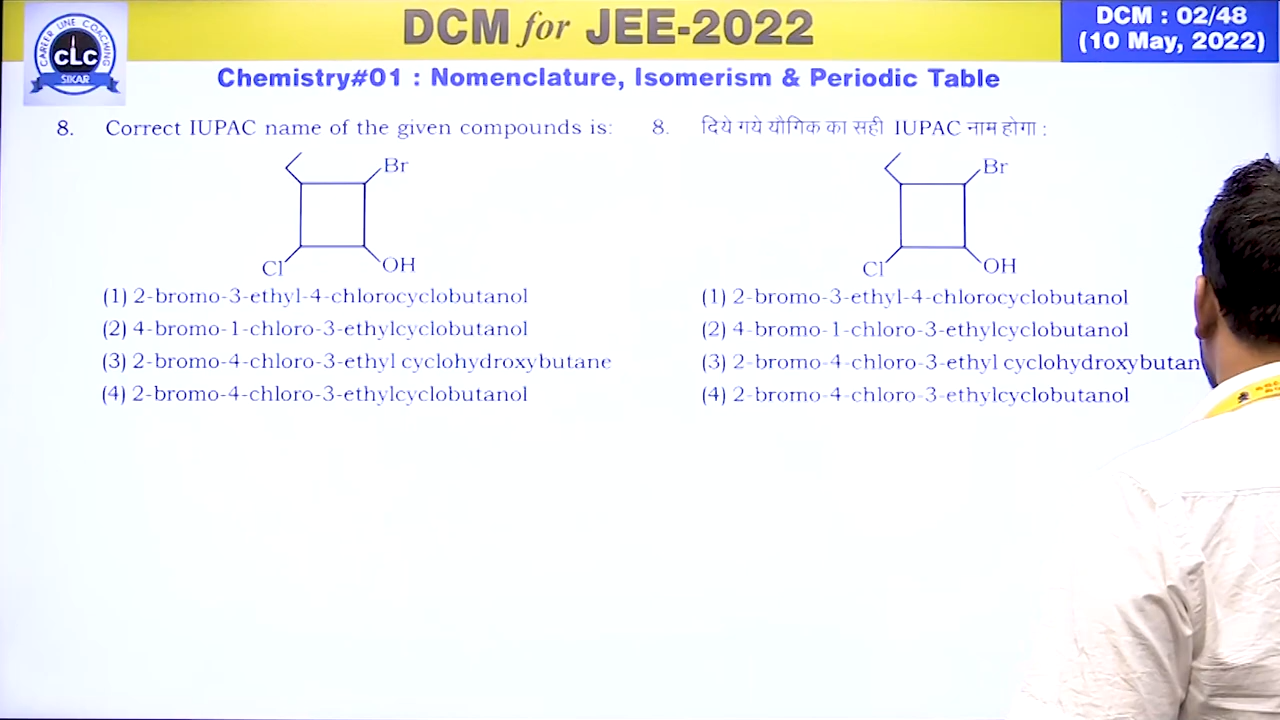 DCM for JEE-2022
DCM : 02/48
(10 May, 2022)
CAREER LINE COACHING
CLC
SIKAR
Chemistry#01 : Nomenclature, Isomerism & Periodic Table
8. Correct IUPAC name of the given compounds is:
Br
Cl
OH
(1) 2-bromo-3-ethyl-4-chlorocyclobutanol
(2) 4-bromo-1-chloro-3-ethylcyclobutanol
(3) 2-bromo-4-chloro-3-ethyl cyclohydroxybutane
(4) 2-bromo-4-chloro-3-ethylcyclobutanol
8. दिये गये यौगिक का सही IUPAC नाम होगा :
Br
Cl
OH
(1) 2-bromo-3-ethyl-4-chlorocyclobutanol
(2) 4-bromo-1-chloro-3-ethylcyclobutanol
(3) 2-bromo-4-chloro-3-ethyl cyclohydroxybutan
(4) 2-bromo-4-chloro-3-ethylcyclobutanol